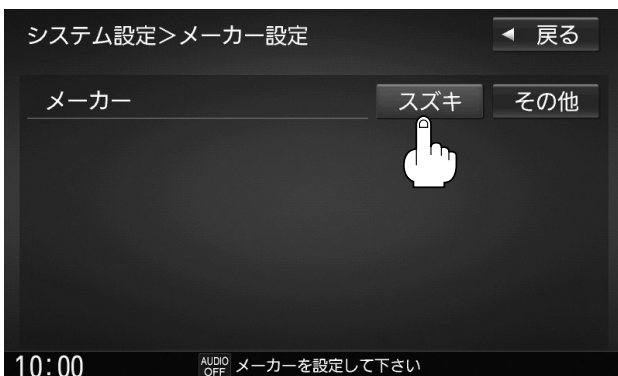 システム設定＞メーカー設定
◀ 戻る
メーカー
スズキ
その他
10:00
AUDIO
OFF
メーカーを設定して下さい